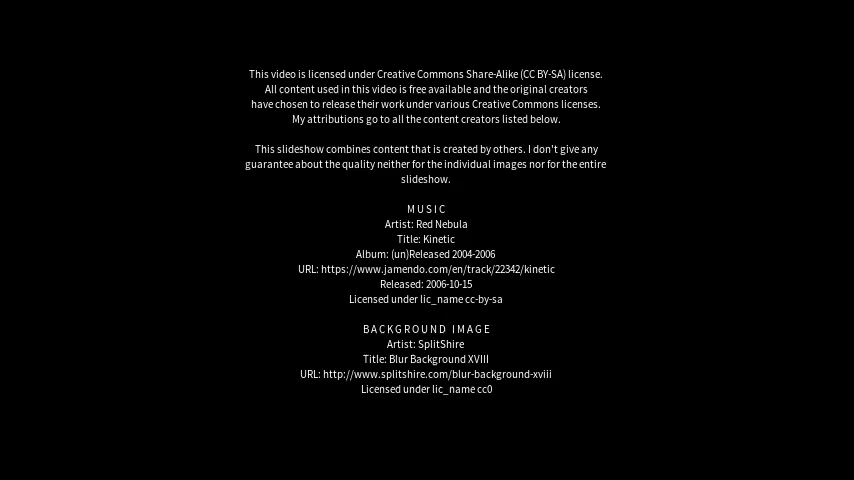 This video is licensed under Creative Commons Share-Alike (CC BY-SA) license.
All content used in this video is free available and the original creators
have chosen to release their work under various Creative Commons licenses.
My attributions go to all the content creators listed below.
This slideshow combines content that is created by others. I don't give any
guarantee about the quality neither for the individual images nor for the entire
slideshow.
MUSIC
Artist: Red Nebula
Title: Kinetic
Album: (un)Released 2004-2006
URL: https://www.jamendo.com/en/track/22342/kinetic
Released: 2006-10-15
Licensed under lic_name cc-by-sa
BACKGROUND IMAGE
Artist: SplitShire
Title: Blur Background XVIII
URL: http://www.splitshire.com/blur-background-xviii
Licensed under lic_name cc0